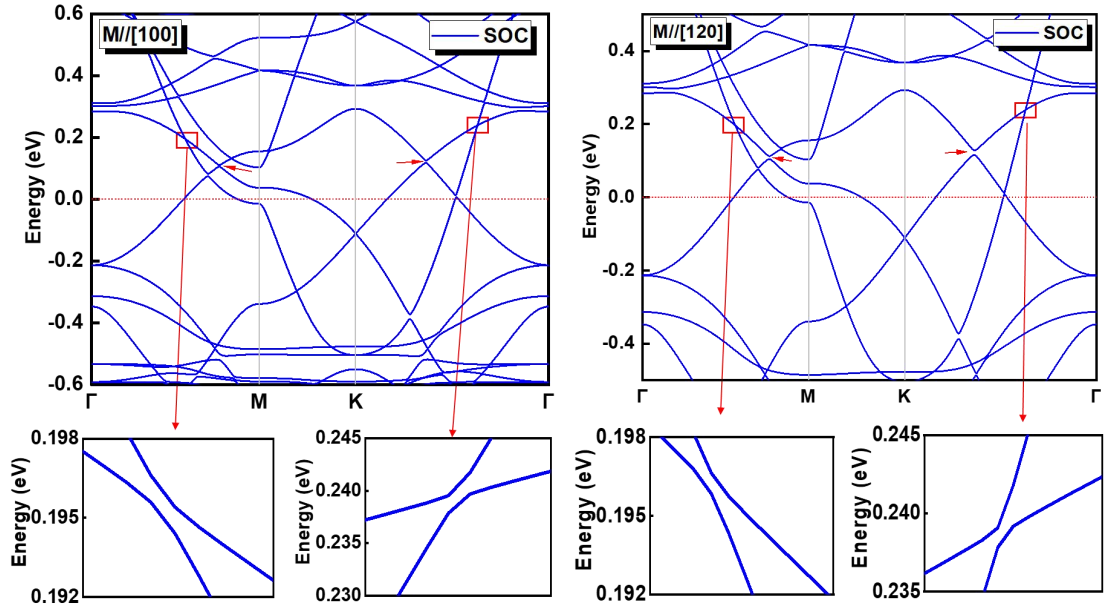 M//[100]
SOC
Energy (eV)
0.6
0.4
0.2
0.0
-0.2
-0.4
-0.6
Γ
M
K
Γ
M//[120]
SOC
Energy (eV)
0.4
0.2
0.0
-0.2
-0.4
Γ
M
K
Γ
Energy (eV)
0.198
0.195
0.192
Energy (eV)
0.245
0.240
0.235
0.230
Energy (eV)
0.198
0.195
0.192
Energy (eV)
0.245
0.240
0.235